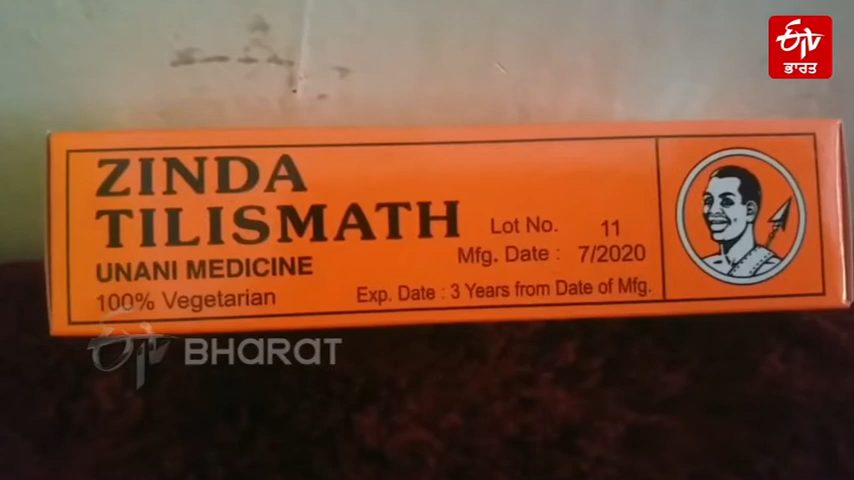 ETV
ਭਾਰਤ
ZINDA
TILISMATH
UNANI MEDICINE
100% Vegetarian
Lot No. 11
Mfg. Date : 7/2020
Exp. Date : 3 Years from Date of Mfg.
ETV BHARAT